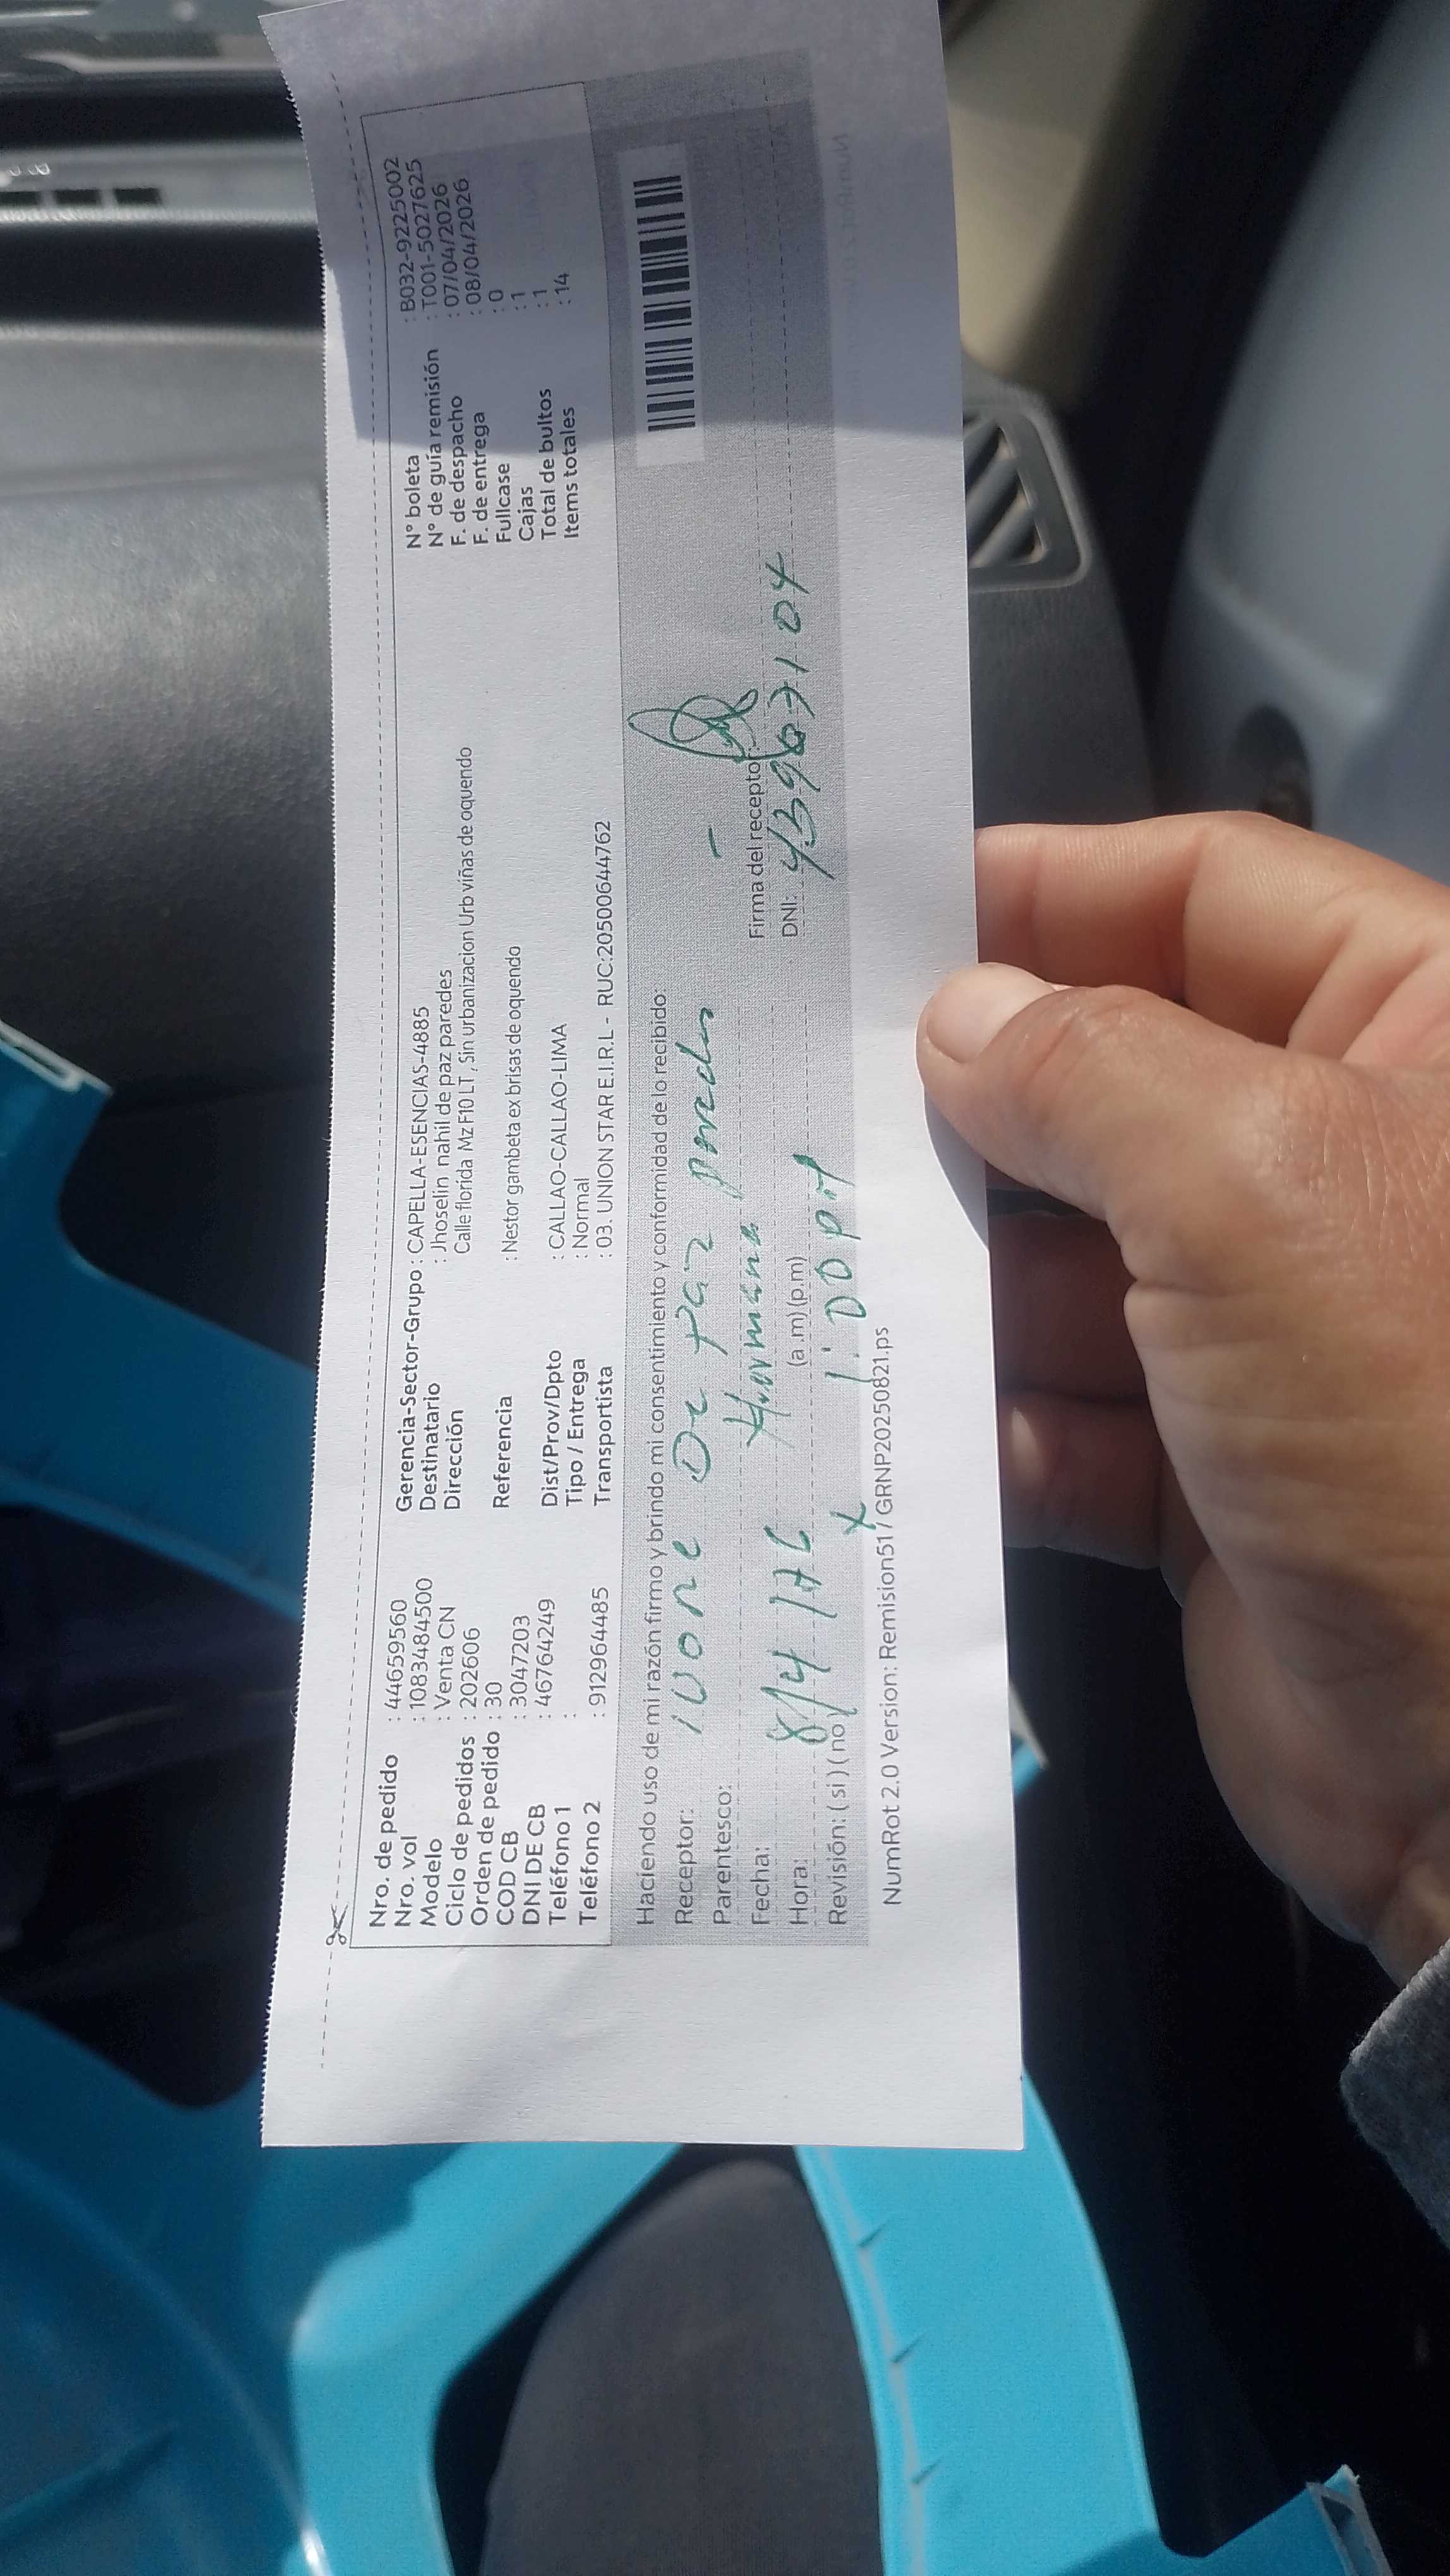 Nro. de pedido : 44659560
Nro. vol : 1083484500
Modelo : Venta CN
Ciclo de pedidos : 202606
Orden de pedido : 30
COD CB : 3047203
DNI DE CB : 46764249
Teléfono 1 :
Teléfono 2 : 912964485
Gerencia-Sector-Grupo : CAPELLA-ESENCIAS-4885
Destinatario : Jhoselin nahil de paz paredes
Dirección Calle florida Mz F10 LT , Sin urbanizacion Urb viñas de oquendo
Referencia : Nestor gambeta ex brisas de oquendo
Dist/Prov/Dpto : CALLAO-CALLAO-LIMA
Tipo / Entrega : Normal
Transportista : 03. UNION STAR E.I.R.L - RUC:20500644762
N° boleta : B032-9225002
N° de guía remisión : T001-5027625
F. de despacho : 07/04/2026
F. de entrega : 08/04/2026
Fullcase : 0
Cajas : 1
Total de bultos : 1
Items totales : 14
Haciendo uso de mi razón firmo y brindo mi consentimiento y conformidad de lo recibido:
Receptor: De Paz paredes
Parentesco: Hermana
Fecha: 8/4
Hora: (a.m) (p.m)
Revisión: ( si ) ( no )
Firma del receptor:
DNI:
NumRot 2.0 Version: Remision51 / GRNP20250821.ps